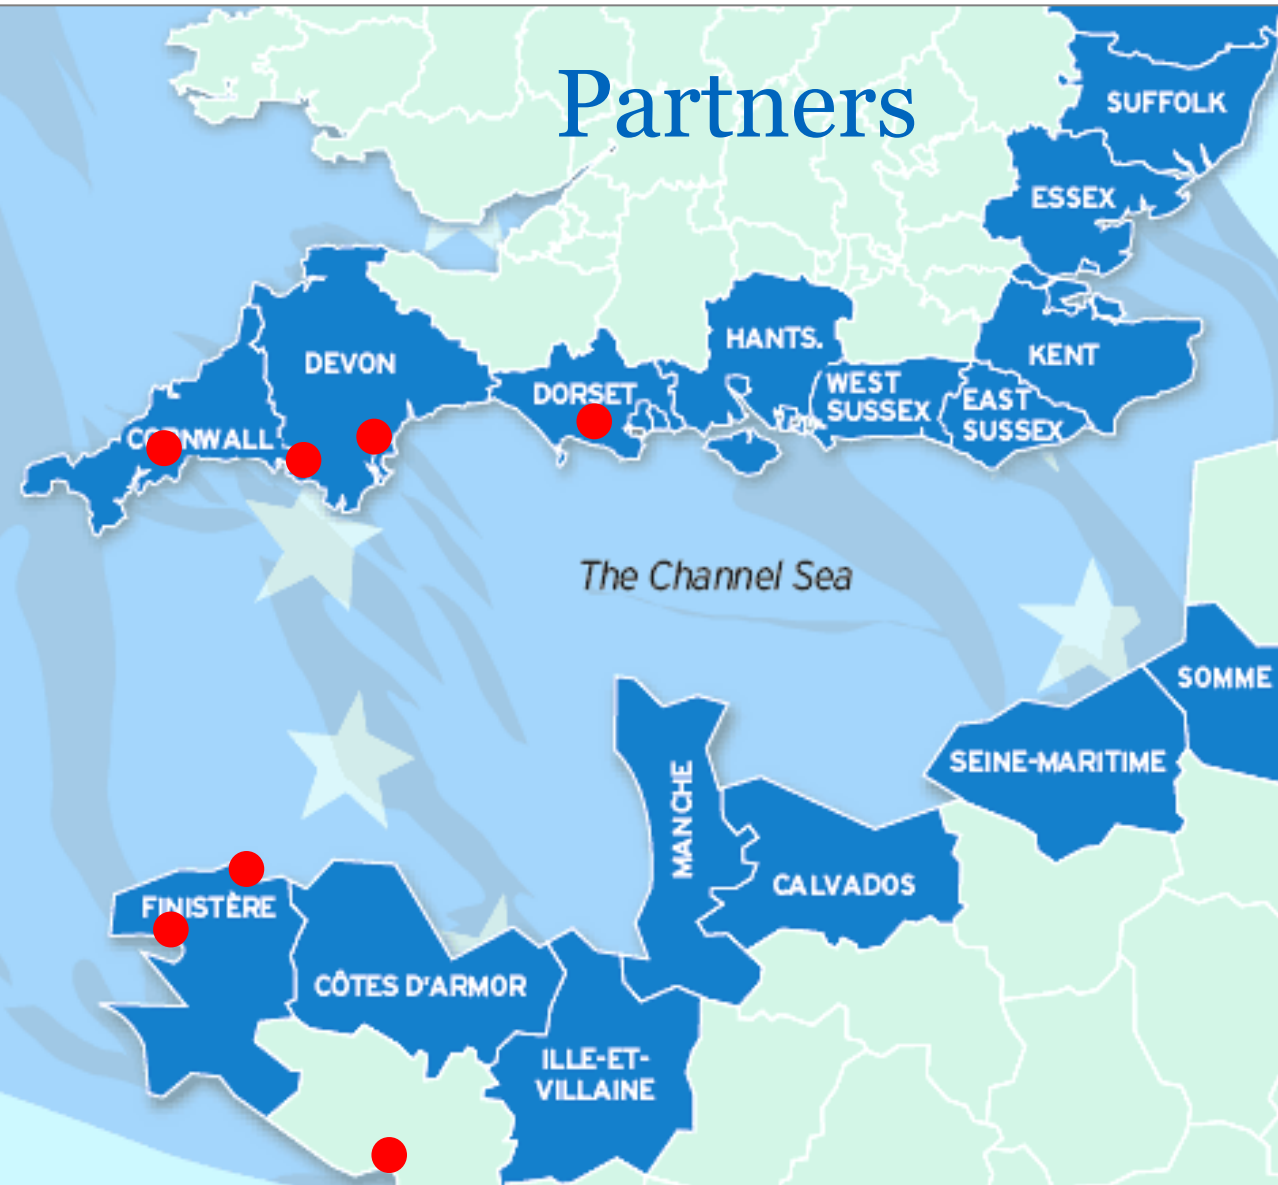 Partners
SUFFOLK
ESSEX
HANTS.
KENT
DEVON
DORSET
WEST
SUSSEX
EAST
SUSSEX
CORNWALL
The Channel Sea
SOMME
SEINE-MARITIME
MANCHE
CALVADOS
FINISTÈRE
CÔTES D'ARMOR
ILLE-ET-
VILLAINE